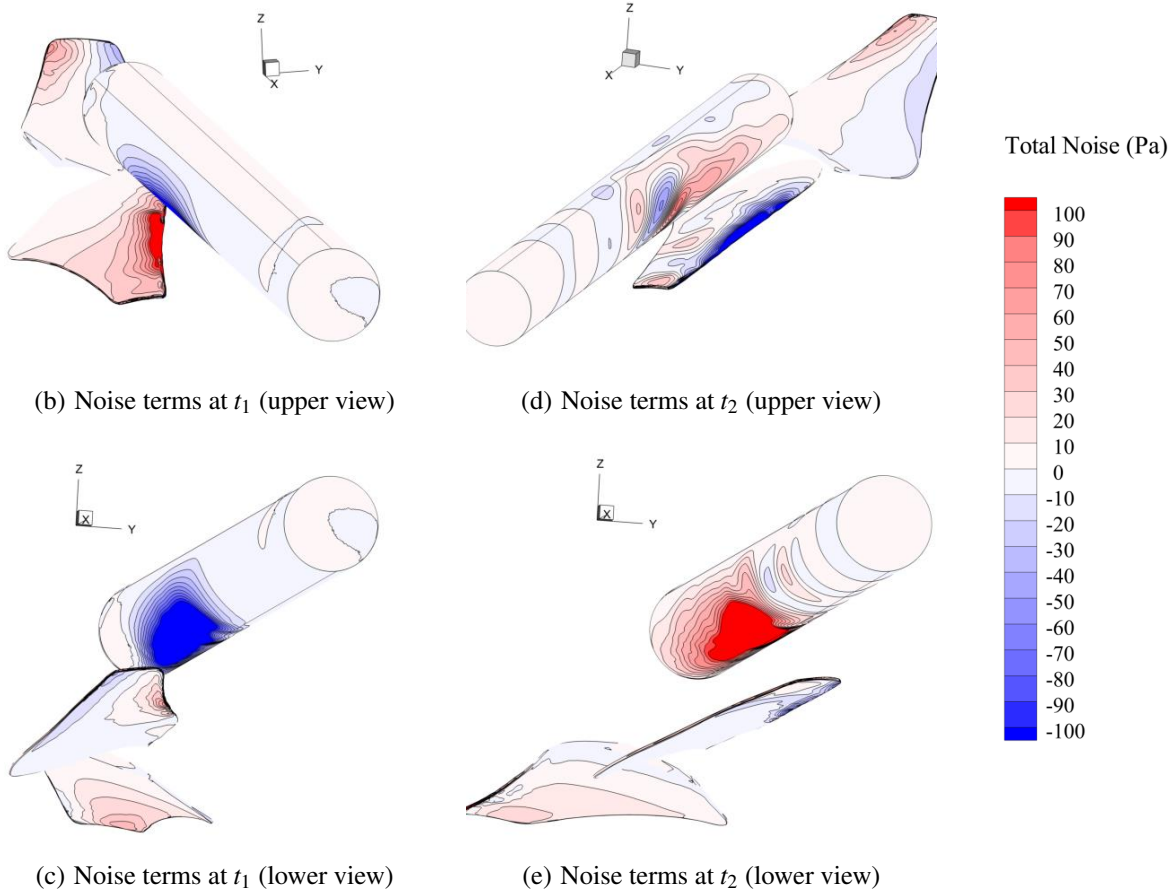 Z
Y
X
Z
Y
X
(b) Noise terms at t₁ (upper view)
(d) Noise terms at t₂ (upper view)
Z
X
Y
Z
X
Y
(c) Noise terms at t₁ (lower view)
(e) Noise terms at t₂ (lower view)
Total Noise (Pa)
100
90
80
70
60
50
40
30
20
10
0
-10
-20
-30
-40
-50
-60
-70
-80
-90
-100